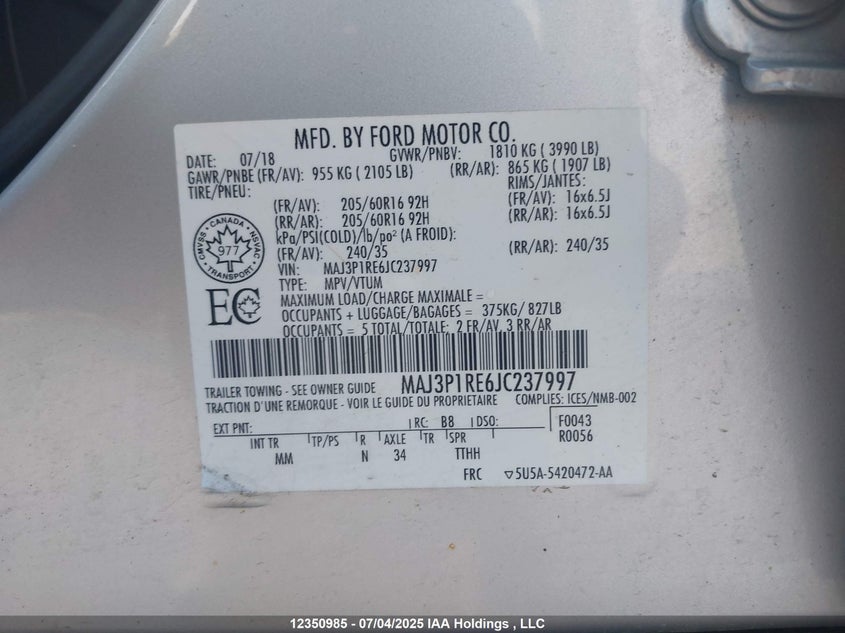 MFD. BY FORD MOTOR CO.
DATE: 07/18 GVWR/PNBV: 1810 KG ( 3990 LB)
GAWR/PNBE (FR/AV): 955 KG ( 2105 LB) (RR/AR): 865 KG ( 1907 LB)
TIRE/PNEU: RIMS/JANTES:
(FR/AV): 205/60R16 92H (FR/AV): 16x6.5J
(RR/AR): 205/60R16 92H (RR/AR): 16x6.5J
kPa/PSI(COLD)/lb/po² (A FROID):
(FR/AV): 240/35 (RR/AR): 240/35
VIN: MAJ3P1RE6JC237997
TYPE: MPV/VTUM
CANADA
CMVSS NSVAC
977
TRANSPORT
EC
MAXIMUM LOAD/CHARGE MAXIMALE =
OCCUPANTS + LUGGAGE/BAGAGES = 375KG/ 827LB
OCCUPANTS = 5 TOTAL/TOTALE: 2 FR/AV, 3 RR/AR
TRAILER TOWING - SEE OWNER GUIDE MAJ3P1RE6JC237997
TRACTION D'UNE REMORQUE - VOIR LE GUIDE DU PROPRIETAIRE COMPLIES: ICES/NMB-002
EXT PNT: RC: B8 DSO: F0043
INT TR TP/PS R AXLE TR SPR R0056
MM N 34 TTHH
FRC ▽5U5A-5420472-AA
12350985 - 07/04/2025 IAA Holdings , LLC